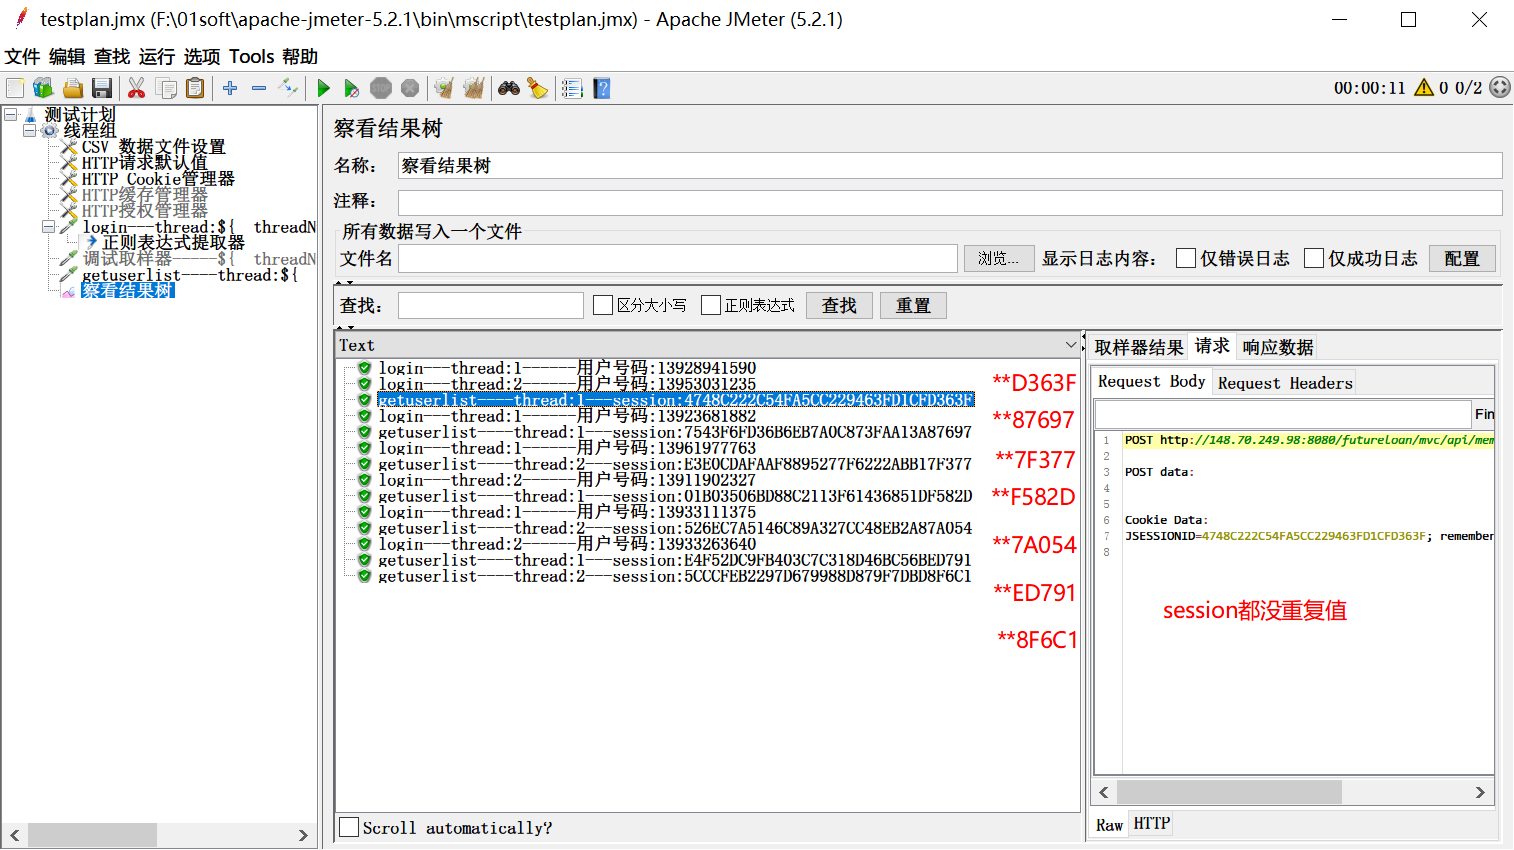 testplan.jmx (F:\01soft\apache-jmeter-5.2.1\bin\mscript\testplan.jmx) - Apache JMeter (5.2.1)
文件 编辑 查找 运行 选项 Tools 帮助
STOP
00:00:11 0 0/2
测试计划
线程组
CSV 数据文件设置
HTTP请求默认值
HTTP Cookie管理器
HTTP缓存管理器
HTTP授权管理器
login---thread:${__threadN
正则表达式提取器
调试取样器-----${__threadN
getuserlist----thread:${
察看结果树
察看结果树
名称：
察看结果树
注释：
所有数据写入一个文件
文件名
浏览...
显示日志内容：
仅错误日志
仅成功日志
配置
查找：
区分大小写
正则表达式
查找
重置
Text
login---thread:1------用户号码:13928941590
login---thread:2------用户号码:13953031235
getuserlist----thread:1---session:4748C222C54FA5CC229463FD1CFD363F
login---thread:1------用户号码:13923681882
getuserlist----thread:1---session:7543F6FD36B6EB7A0C873FAA13A87697
login---thread:1------用户号码:13961977763
getuserlist----thread:2---session:E3E0CDAFAAF8895277F6222ABB17F377
login---thread:2------用户号码:13911902327
getuserlist----thread:1---session:01B03506BD88C2113F61436851DF582D
login---thread:1------用户号码:13933111375
getuserlist----thread:2---session:526EC7A5146C89A327CC48EB2A87A054
login---thread:2------用户号码:13933263640
getuserlist----thread:1---session:E4F52DC9FB403C7C318D46BC56BED791
getuserlist----thread:2---session:5CCCFEB2297D679988D879F7DBD8F6C1
**D363F
**87697
**7F377
**F582D
**7A054
**ED791
**8F6C1
Scroll automatically?
取样器结果 请求 响应数据
Request Body Request Headers
Fin
1 POST http://148.70.249.98:8080/futureloan/mvc/api/mem
2
3 POST data:
4
5
6 Cookie Data:
7 JSESSIONID=4748C222C54FA5CC229463FD1CFD363F; remember
8
session都没重复值
Raw HTTP